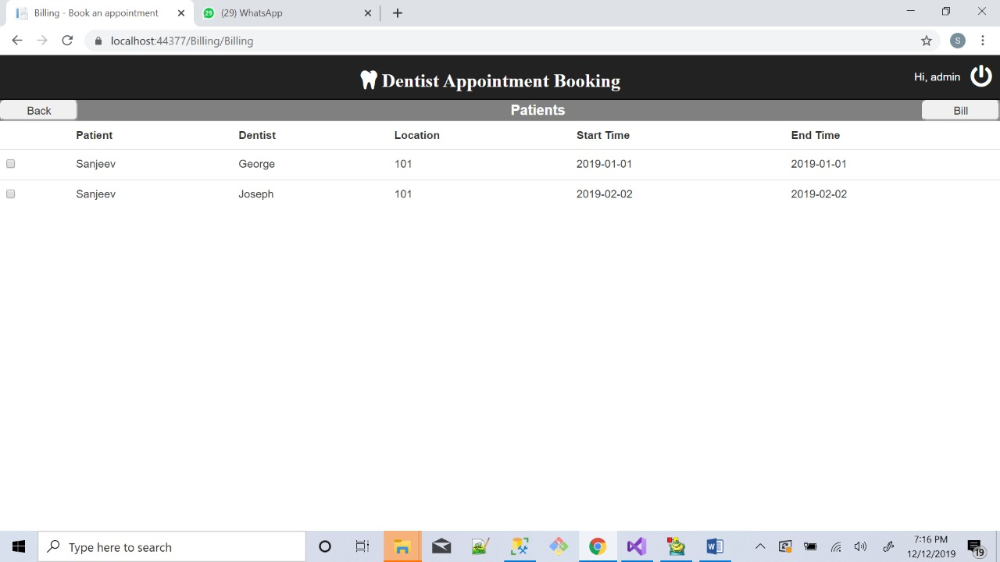 Billing - Book an appointment
29 (29) WhatsApp
localhost:44377/Billing/Billing
S
Dentist Appointment Booking
Hi, admin
Back Patients Bill
Patient Dentist Location Start Time End Time
Sanjeev George 101 2019-01-01 2019-01-01
Sanjeev Joseph 101 2019-02-02 2019-02-02
Type here to search
7:16 PM
12/12/2019
19